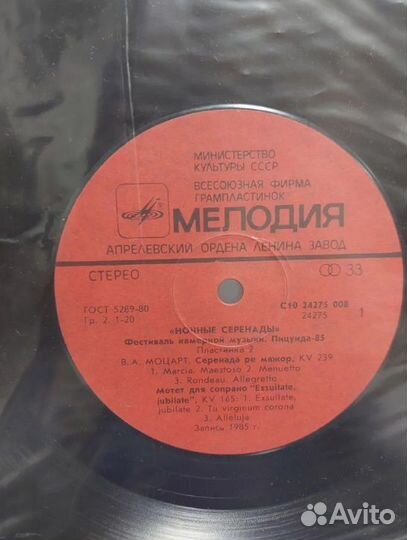 МИНИСТЕРСТВО
КУЛЬТУРЫ СССР
ВСЕСОЮЗНАЯ ФИРМА
ГРАМПЛАСТИНОК
МЕЛОДИЯ
АПРЕЛЕВСКИЙ ОРДЕНА ЛЕНИНА ЗАВОД
СТЕРЕО
33
ГОСТ 5289-80
Гр. 2. 1-20
С10 24275 008
24275
1
«НОЧНЫЕ СЕРЕНАДЫ»
Фестиваль камерной музыки. Пицунда-85
Пластинка 2
В. А. МОЦАРТ. Серенада ре мажор, KV 239
1. Marcia. Maestoso 2. Menuetto
3. Rondeau. Allegretto
Мотет для сопрано "Exsultate,
jubilate", KV 165: 1. Exsultate,
jubilate 2. Tu virginum corona
3. Alleluja
Запись 1985 г.
Avito